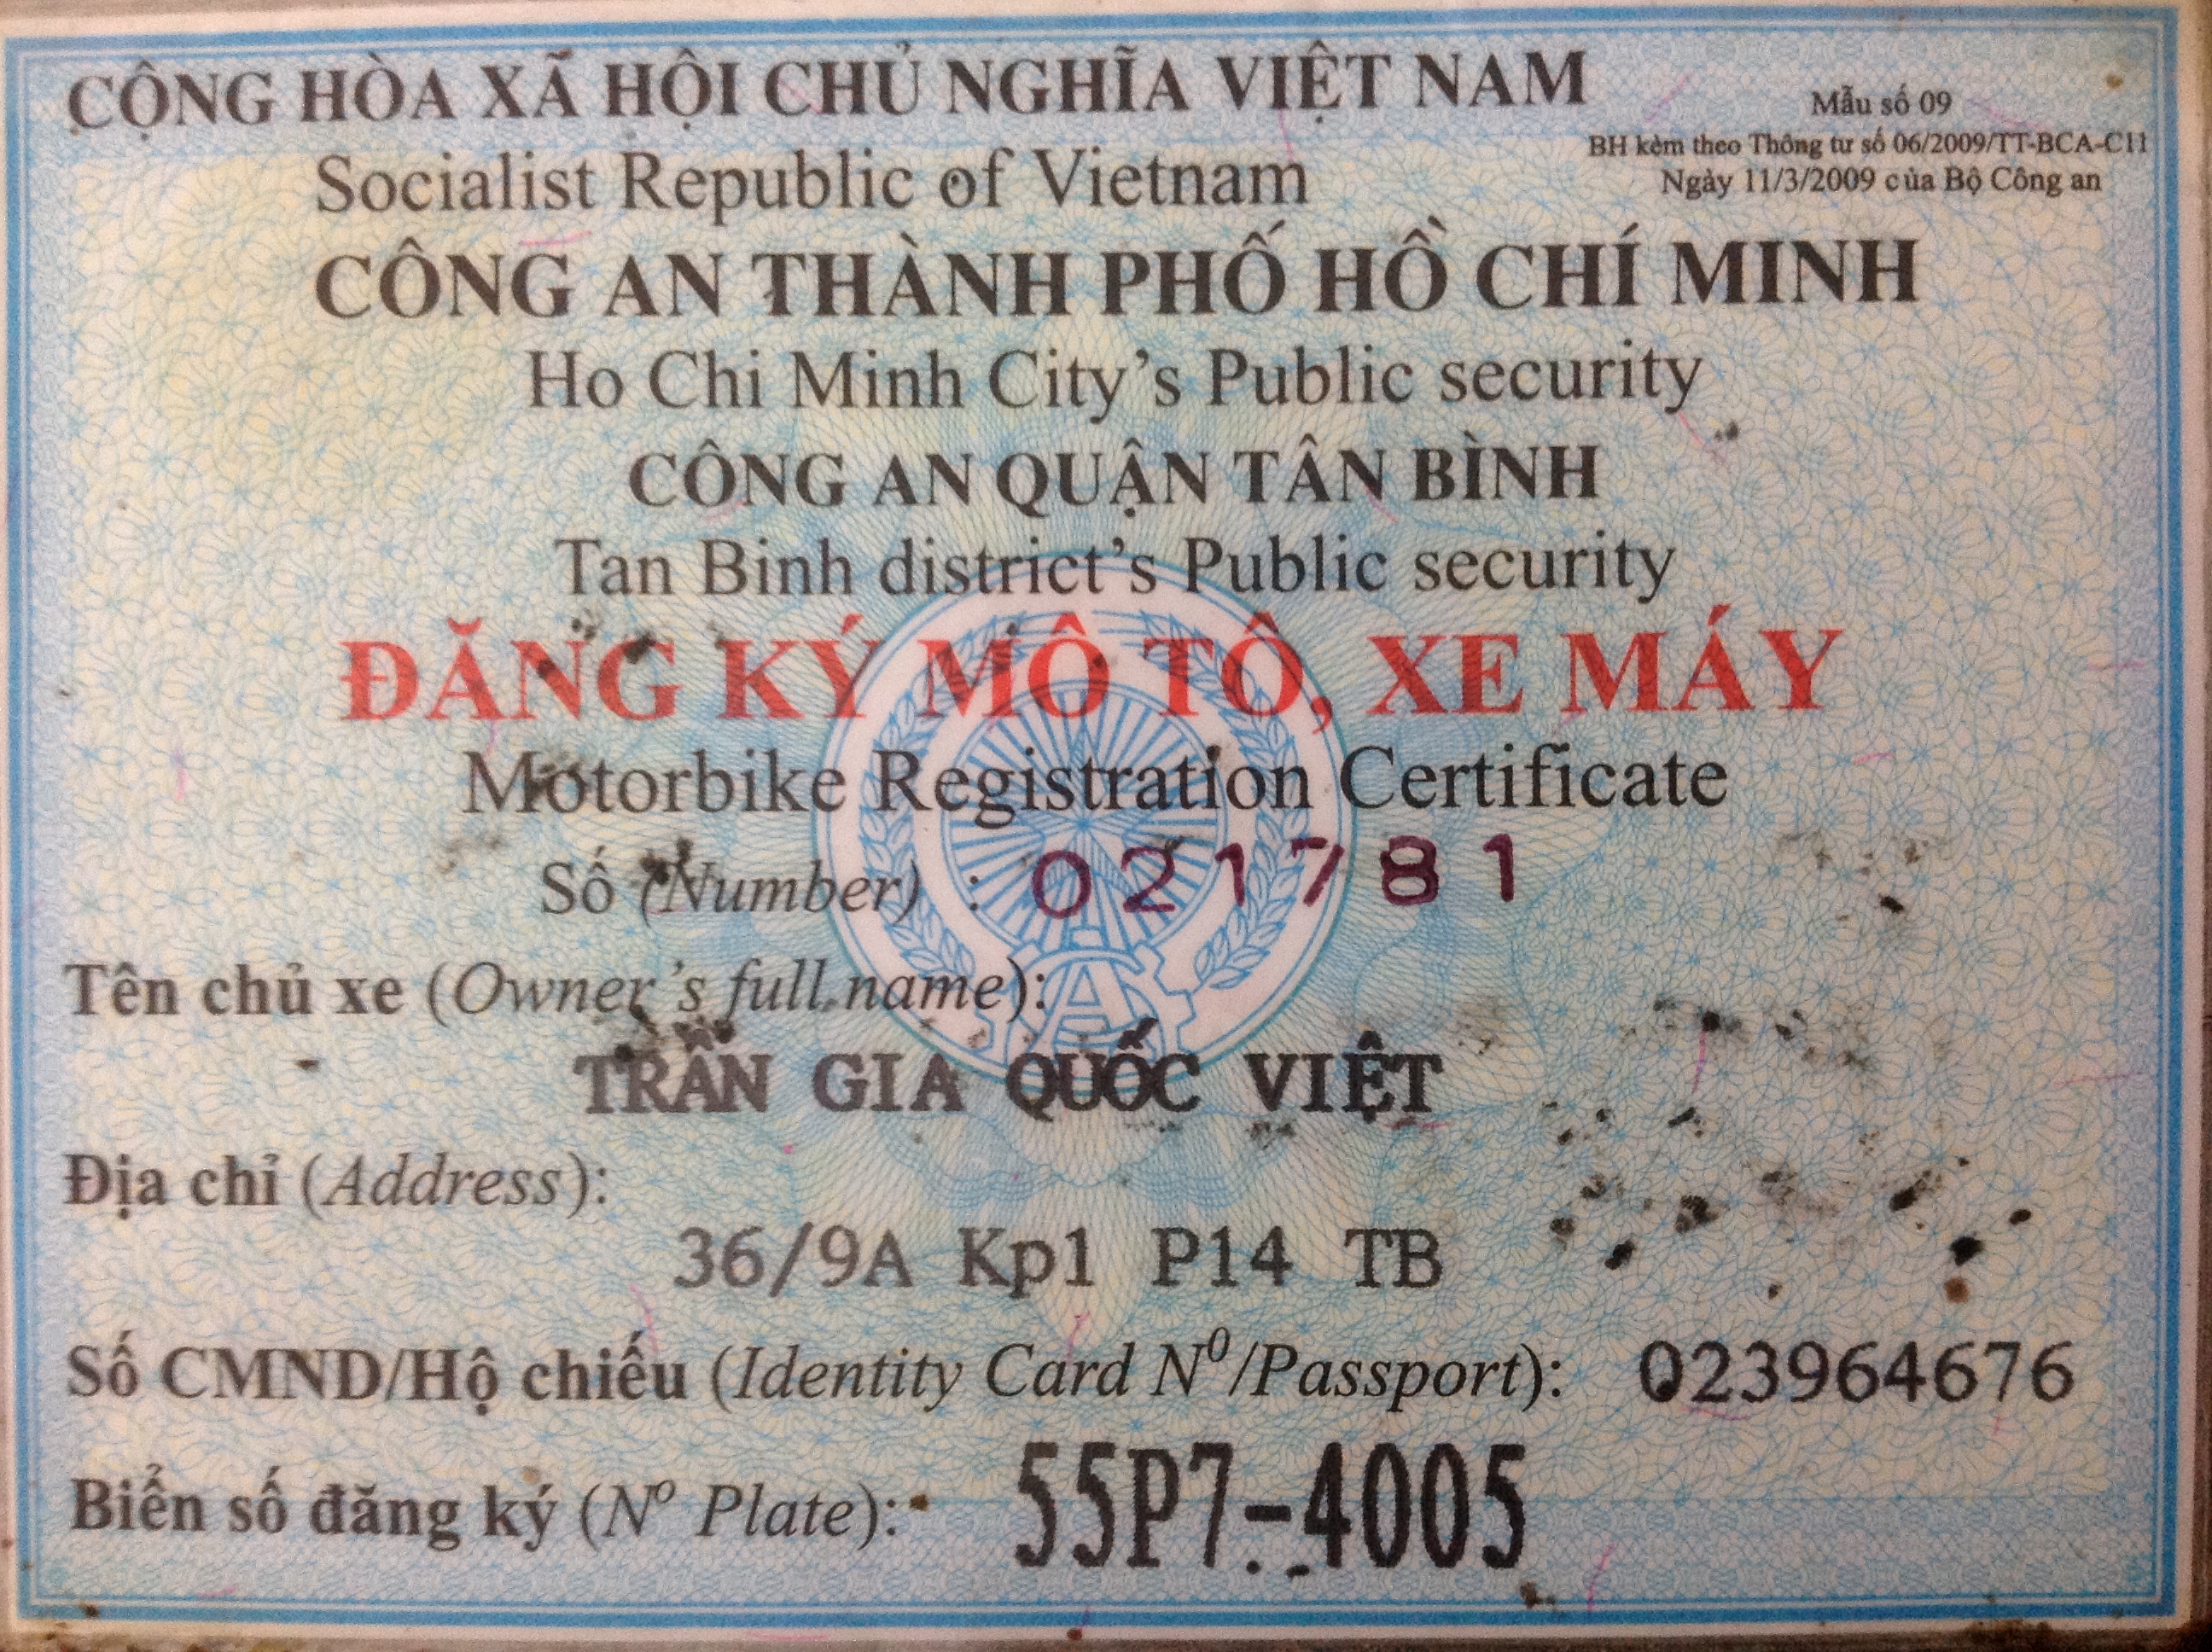 CỘNG HÒA XÃ HỘI CHỦ NGHĨA VIỆT NAM
Mẫu số 09
BH kèm theo Thông tư số 06/2009/TT-BCA-C11
Ngày 11/3/2009 của Bộ Công an
Socialist Republic of Vietnam
CÔNG AN THÀNH PHỐ HỒ CHÍ MINH
Ho Chi Minh City's Public security
CÔNG AN QUẬN TÂN BÌNH
Tan Binh district's Public security
ĐĂNG KÝ MÔ TÔ, XE MÁY
Motorbike Registration Certificate
Số (Number) : 021781
Tên chủ xe (Owner's full name):
TRẦN GIA QUỐC VIỆT
Địa chỉ (Address):
36/9A Kp1 P14 TB
Số CMND/Hộ chiếu (Identity Card N⁰/Passport): 023964676
Biển số đăng ký (Nº Plate): 55P7-4005